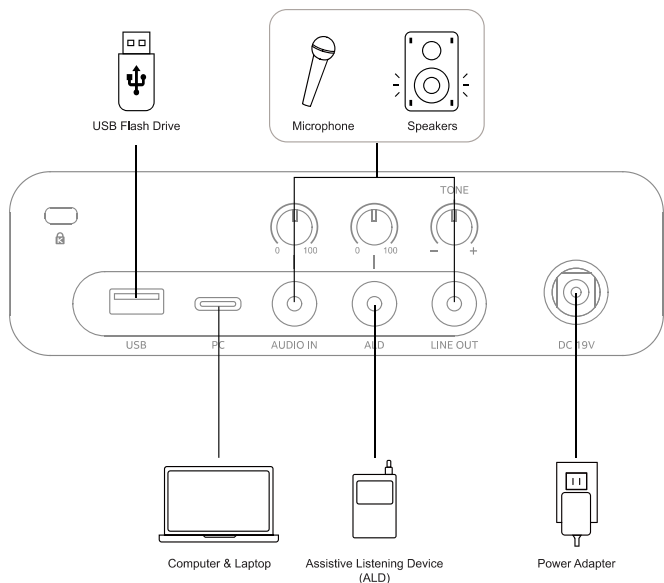 USB Flash Drive
Microphone
Speakers
TONE
0 100
0 100
− +
USB
PC
AUDIO IN
ALD
LINE OUT
DC 19V
Computer & Laptop
Assistive Listening Device
(ALD)
Power Adapter